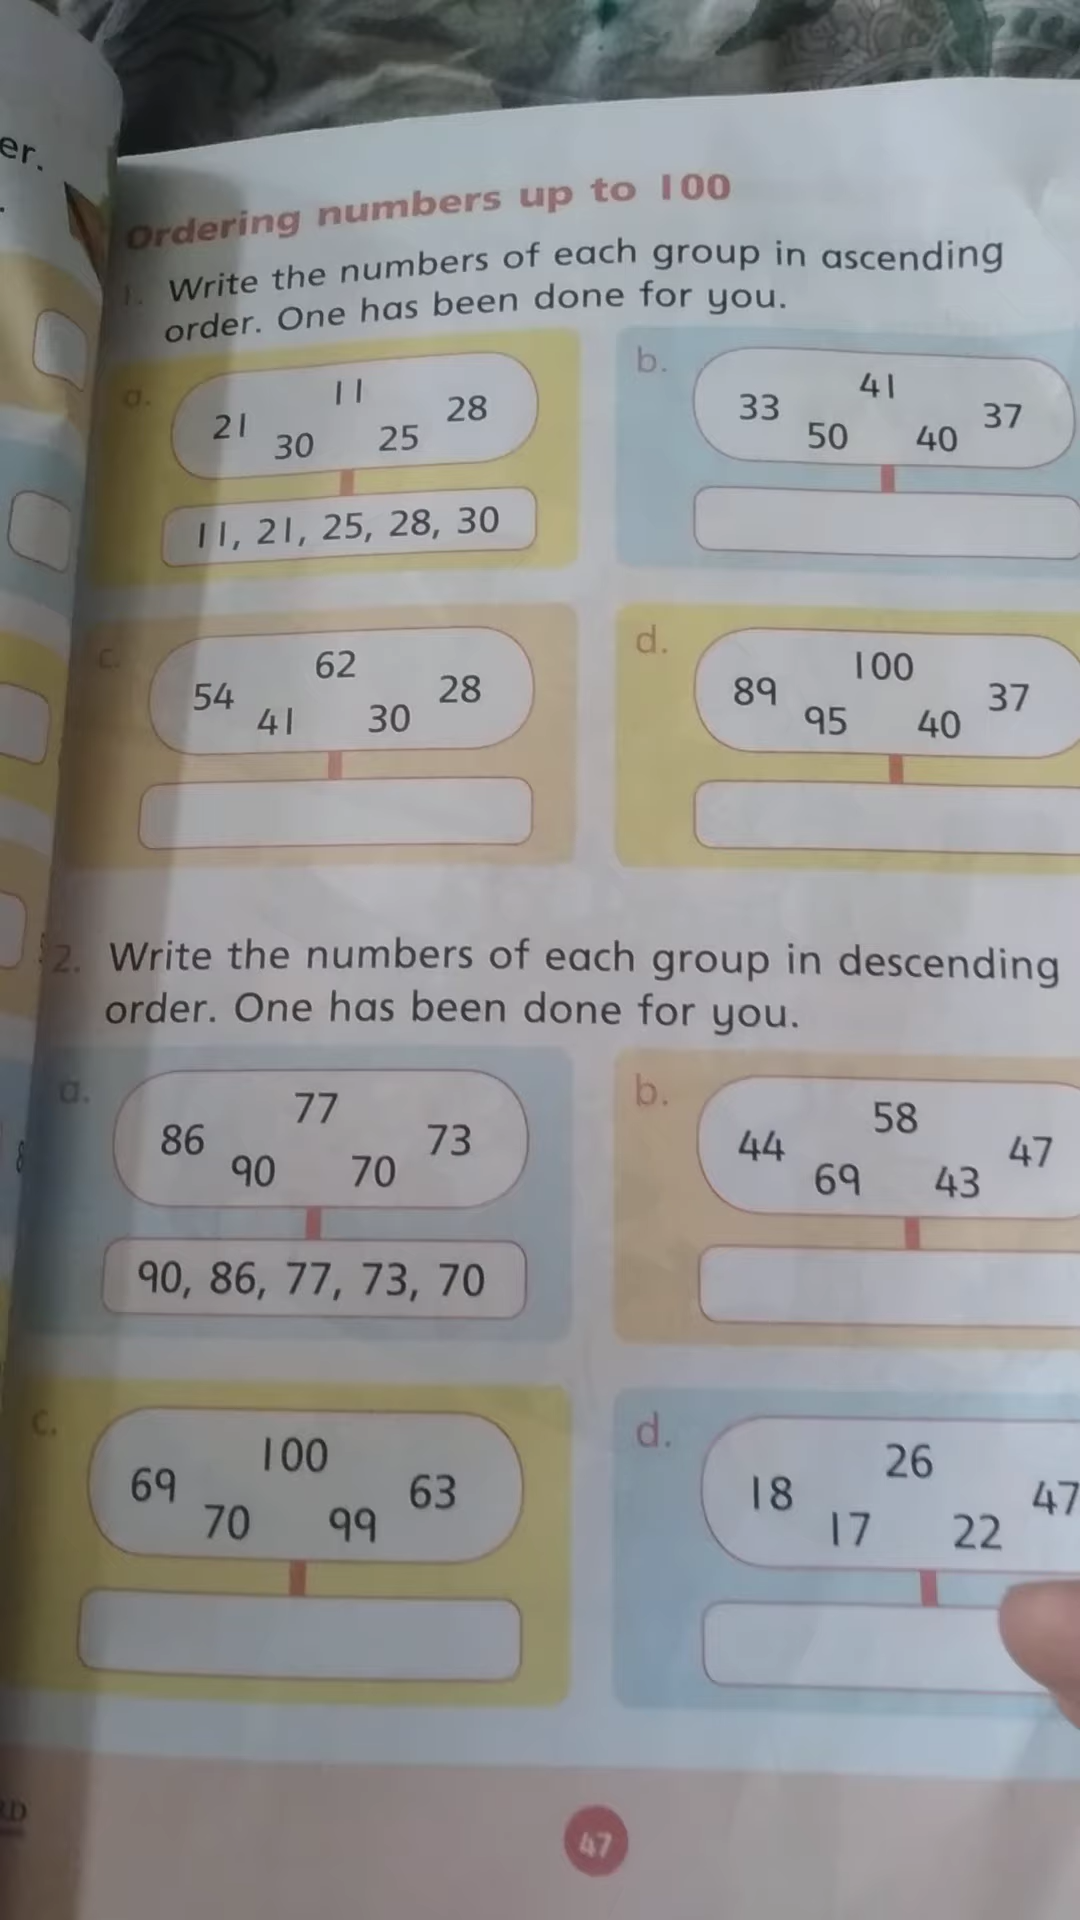 er.
Ordering numbers up to 100
1. Write the numbers of each group in ascending
order. One has been done for you.
a.
11
21 28
30 25
11, 21, 25, 28, 30
b.
41
33 37
50 40
c.
62
54 28
41 30
d.
100
89 37
95 40
2. Write the numbers of each group in descending
order. One has been done for you.
a.
77
86 73
90 70
90, 86, 77, 73, 70
b.
58
44 47
69 43
c.
100
69 63
70 99
d.
26
18 47
17 22
47